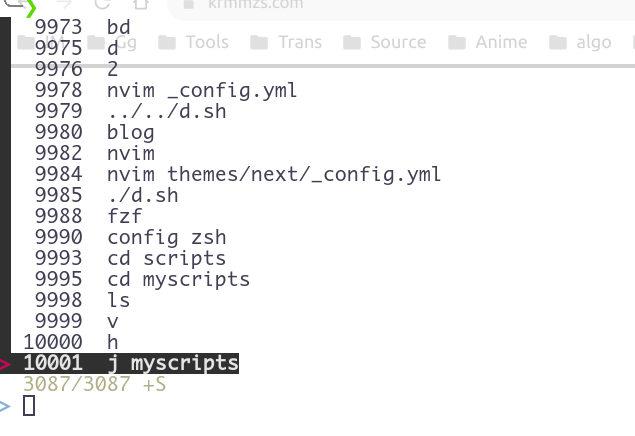 krmmzs.com
9973 bd
Gg Tools Trans Source Anime algo
9975 d
9976 2
9978 nvim _config.yml
9979 ../../d.sh
9980 blog
9982 nvim
9984 nvim themes/next/_config.yml
9985 ./d.sh
9988 fzf
9990 config zsh
9993 cd scripts
9995 cd myscripts
9998 ls
9999 v
10000 h
> 10001 j myscripts
3087/3087 +S
>